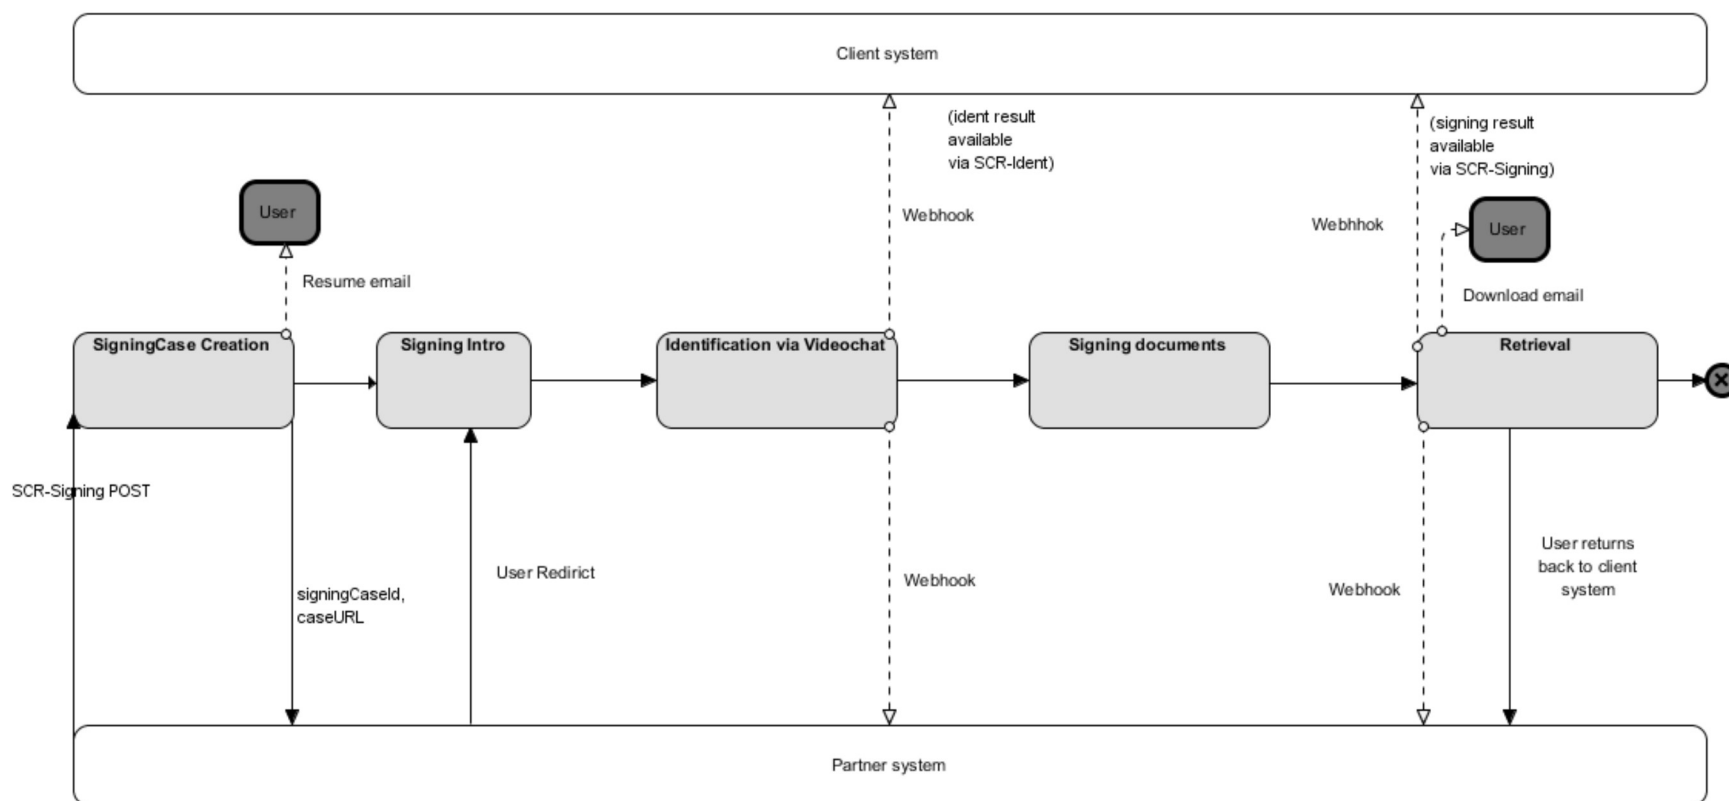 Client system
(ident result
available
via SCR-Ident)
(signing result
available
via SCR-Signing)
User
Webhook
Webhhok
User
Resume email
Download email
SigningCase Creation
Signing Intro
Identification via Videochat
Signing documents
Retrieval
SCR-Signing POST
User Redirict
signingCaseId,
caseURL
Webhook
Webhook
User returns
back to client
system
Partner system